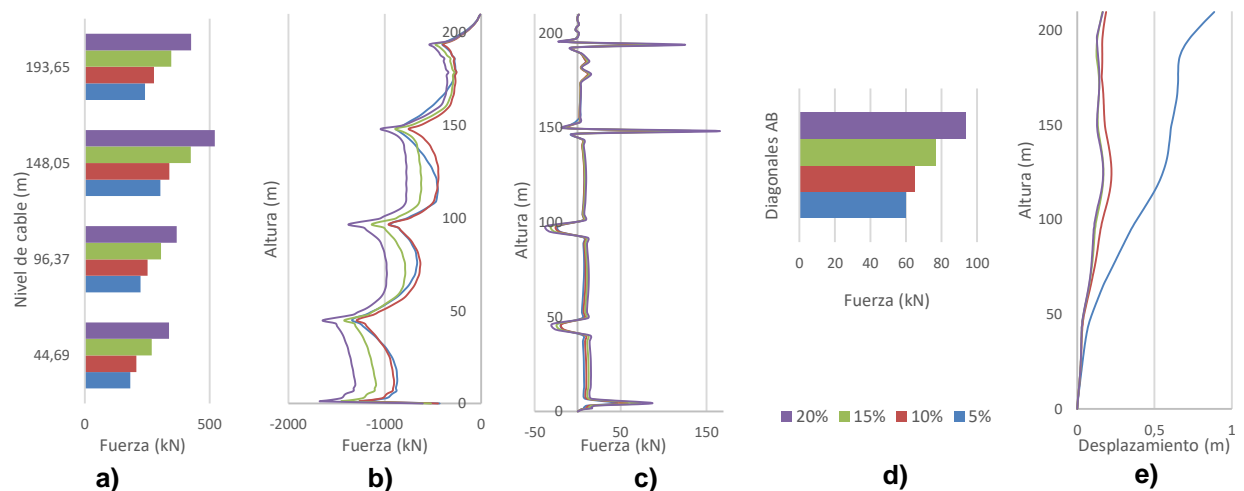 193,65
148,05
96,37
44,69
Nivel de cable (m)
0
500
Fuerza (kN)
a)
200
150
100
50
0
Altura (m)
-2000
-1000
0
Fuerza (kN)
b)
200
150
100
50
0
Altura (m)
-50
50
150
Fuerza (kN)
c)
Diagonales AB
0
20
40
60
80
100
Fuerza (kN)
20%
15%
10%
5%
d)
200
150
100
50
0
Altura (m)
0
0,5
1
Desplazamiento (m)
e)